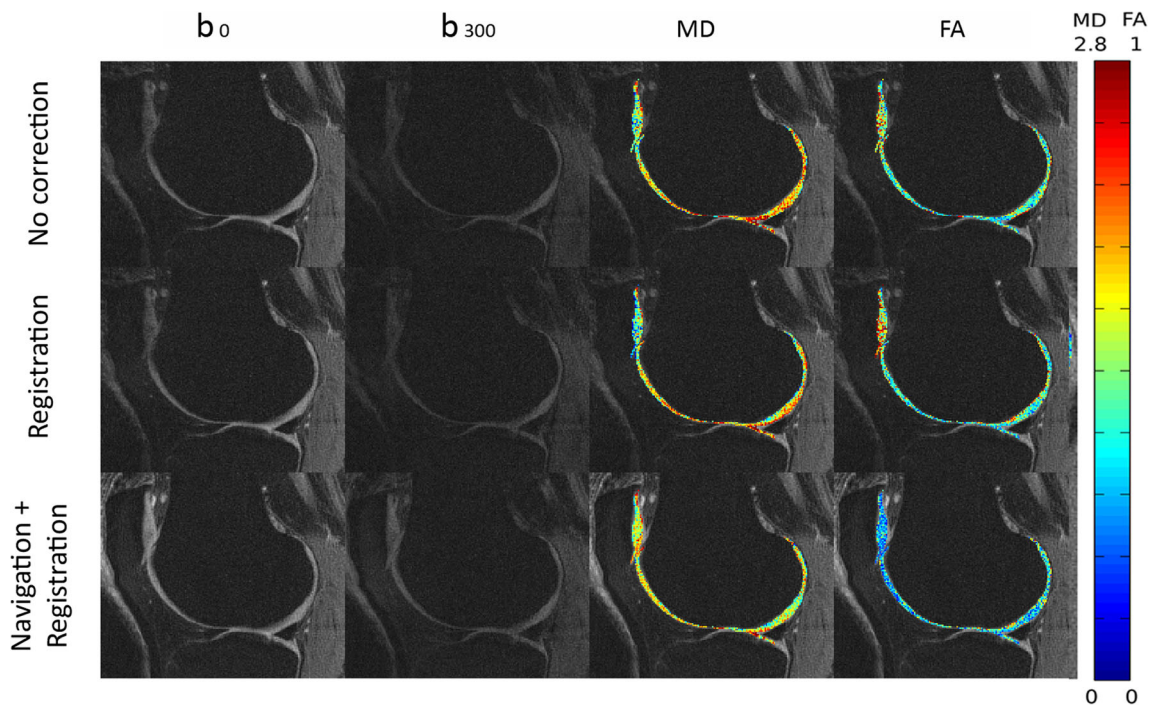 b0 b300 MD FA MD FA
2.8 1
No correction
Registration
Navigation +
Registration
0 0